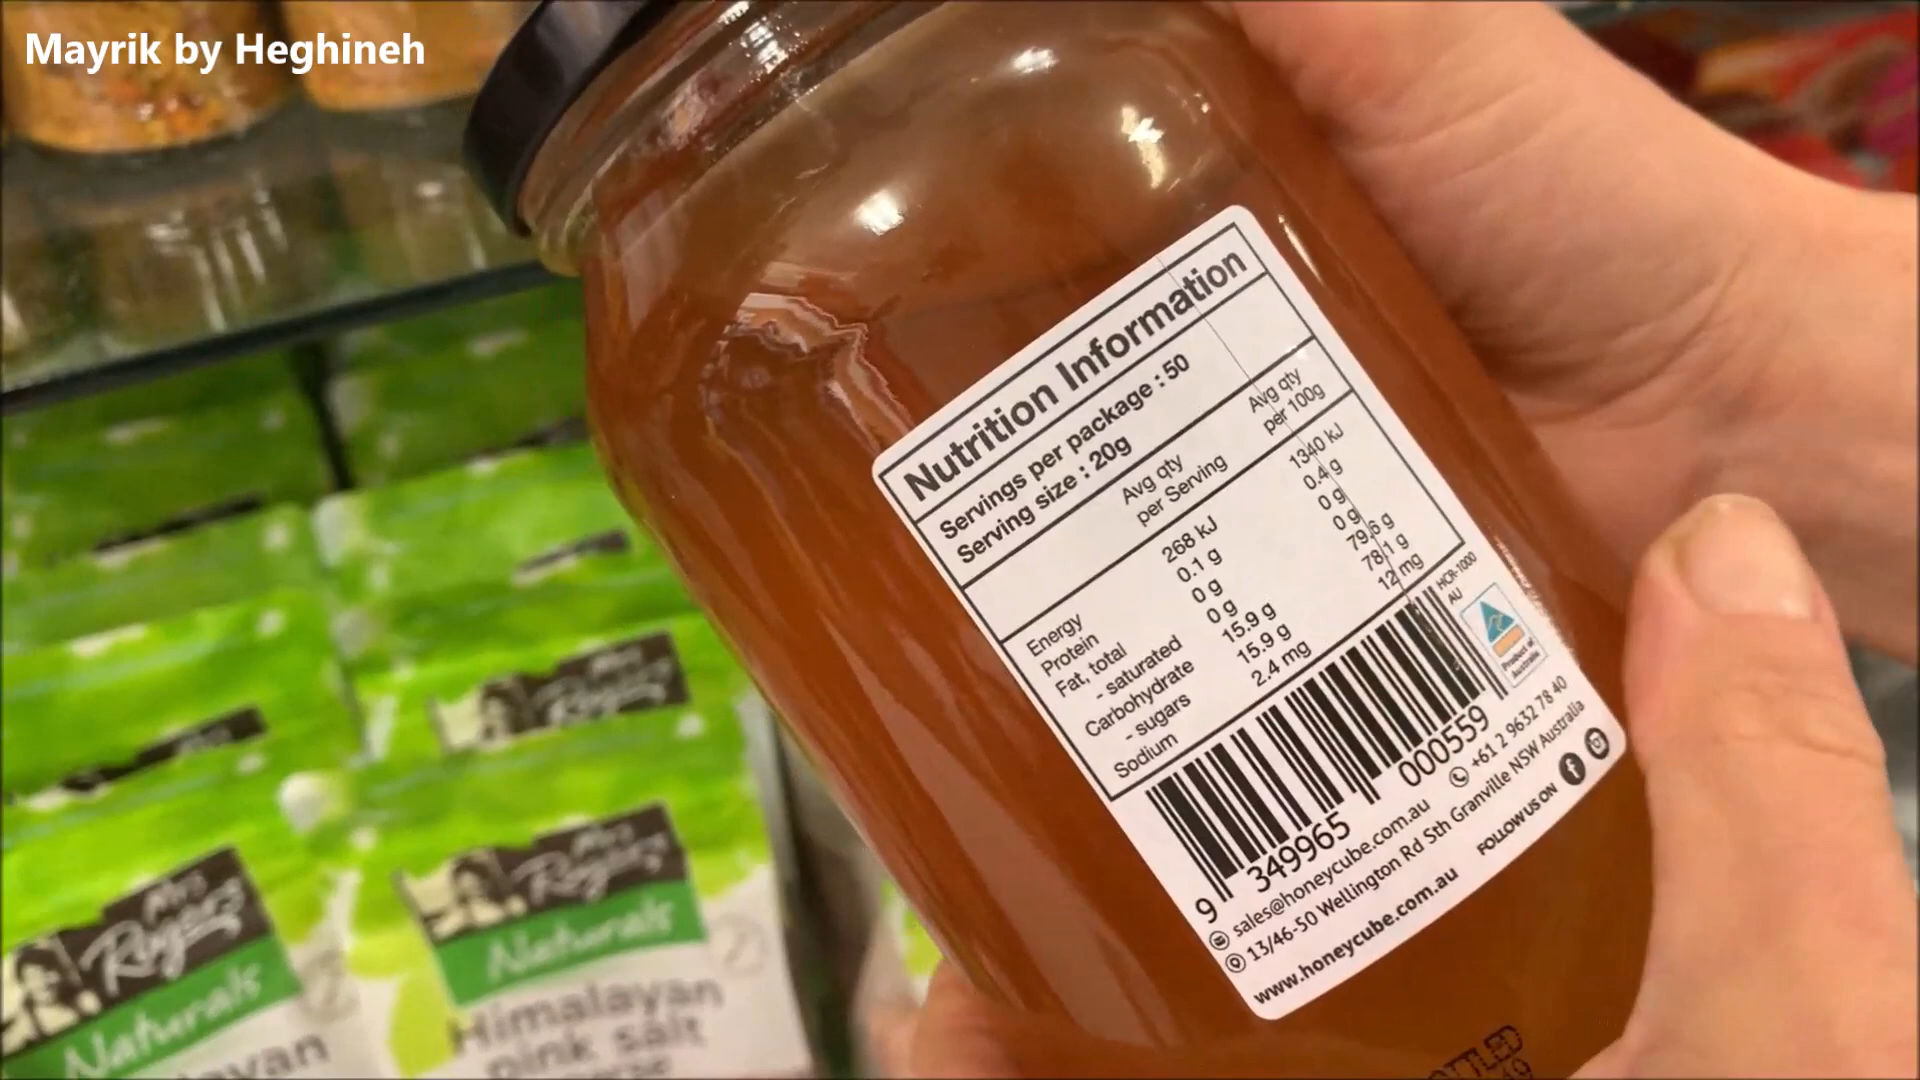 Mayrik by Heghineh
Nutrition Information
Servings per package : 50
Serving size : 20g
Avg qty per Serving
Avg qty per 100g
Energy 268 kJ 1340 kJ
Protein 0.1 g 0.4 g
Fat, total 0 g 0 g
- saturated 0 g 0 g
Carbohydrate 15.9 g 79.6 g
- sugars 15.9 g 78.1 g
Sodium 2.4 mg 12 mg
HCR-1000
AU
Product of
Australia
9 349965 000559
sales@honeycube.com.au +61 2 9632 78 40
13/46-50 Wellington Rd Sth Granville NSW Australia
www.honeycube.com.au FOLLOW US ON
Mrs
Rogers
Naturals
Mrs
Rogers
Naturals
Himalayan
pink salt
Rogers